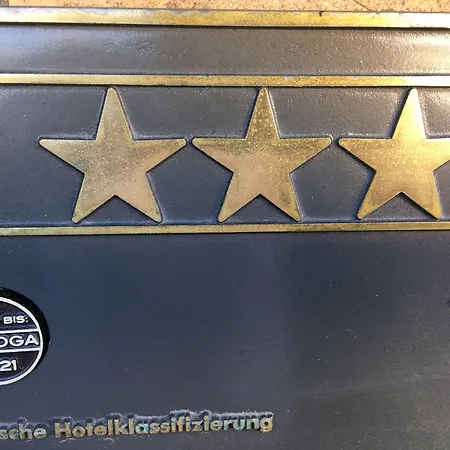 BIS:
OGA
21
sche Hotelklassifizierung